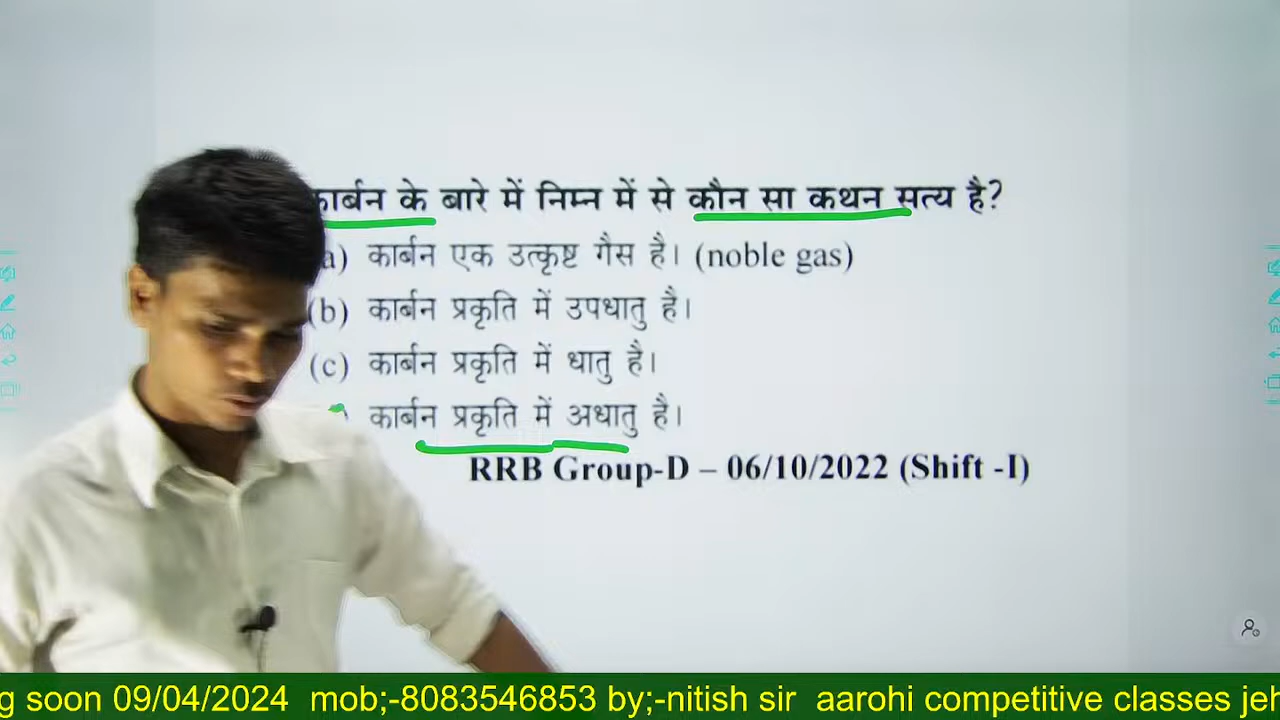 कार्बन के बारे में निम्न में से कौन सा कथन सत्य है?
a) कार्बन एक उत्कृष्ट गैस है। (noble gas)
(b) कार्बन प्रकृति में उपधातु है।
(c) कार्बन प्रकृति में धातु है।
कार्बन प्रकृति में अधातु है।
RRB Group-D – 06/10/2022 (Shift -I)
g soon 09/04/2024 mob;-8083546853 by;-nitish sir aarohi competitive classes jeh